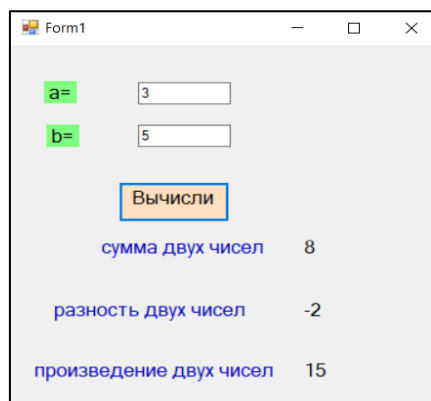 Form1
a= 3
b= 5
Вычисли
сумма двух чисел 8
разность двух чисел -2
произведение двух чисел 15